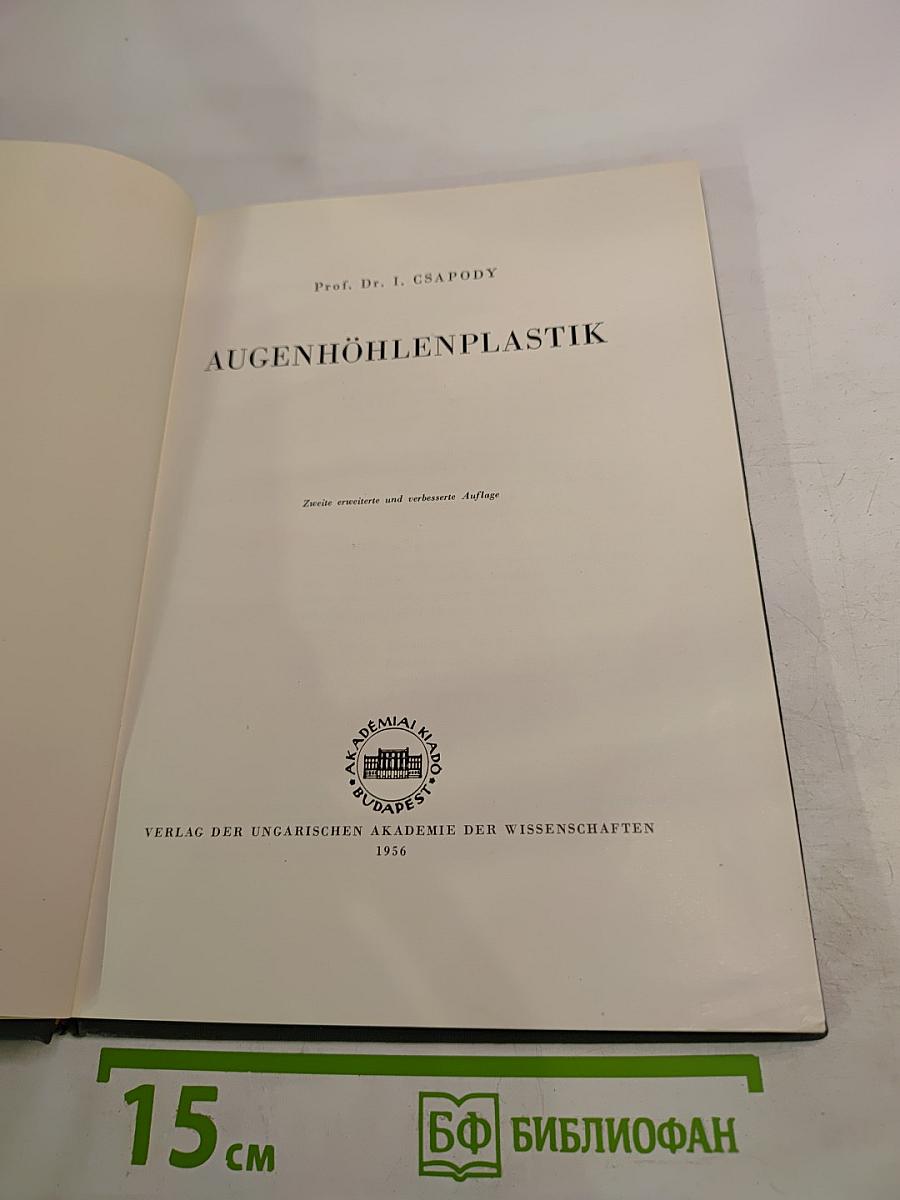 Prof. Dr. I. CSAPODY
AUGENHÖHLENPLASTIK
Zweite erweiterte und verbesserte Auflage
AKADÉMIAI KIADÓ
BUDAPEST
VERLAG DER UNGARISCHEN AKADEMIE DER WISSENSCHAFTEN
1956
15 см
БФ БИБЛИОФАН